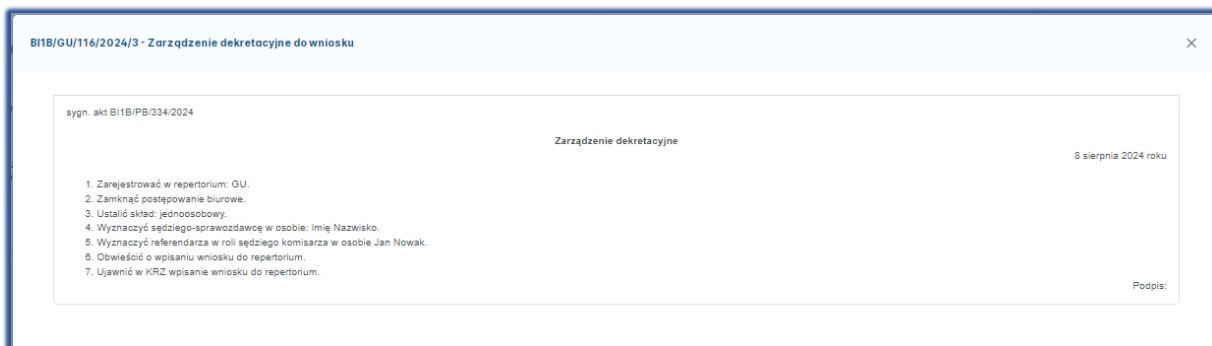 BI1B/GU/116/2024/3 - Zarządzenie dekretacyjne do wniosku
sygn. akt BI1B/PB/334/2024
Zarządzenie dekretacyjne
8 sierpnia 2024 roku
1. Zarejestrować w repertorium: GU.
2. Zamknąć postępowanie biurowe.
3. Ustalić skład: jednoosobowy.
4. Wyznaczyć sędziego-sprawozdawcę w osobie: Imię Nazwisko.
5. Wyznaczyć referendarza w roli sędziego komisarza w osobie Jan Nowak.
6. Obwieścić o wpisaniu wniosku do repertorium.
7. Ujawnić w KRZ wpisanie wniosku do repertorium.
Podpis: